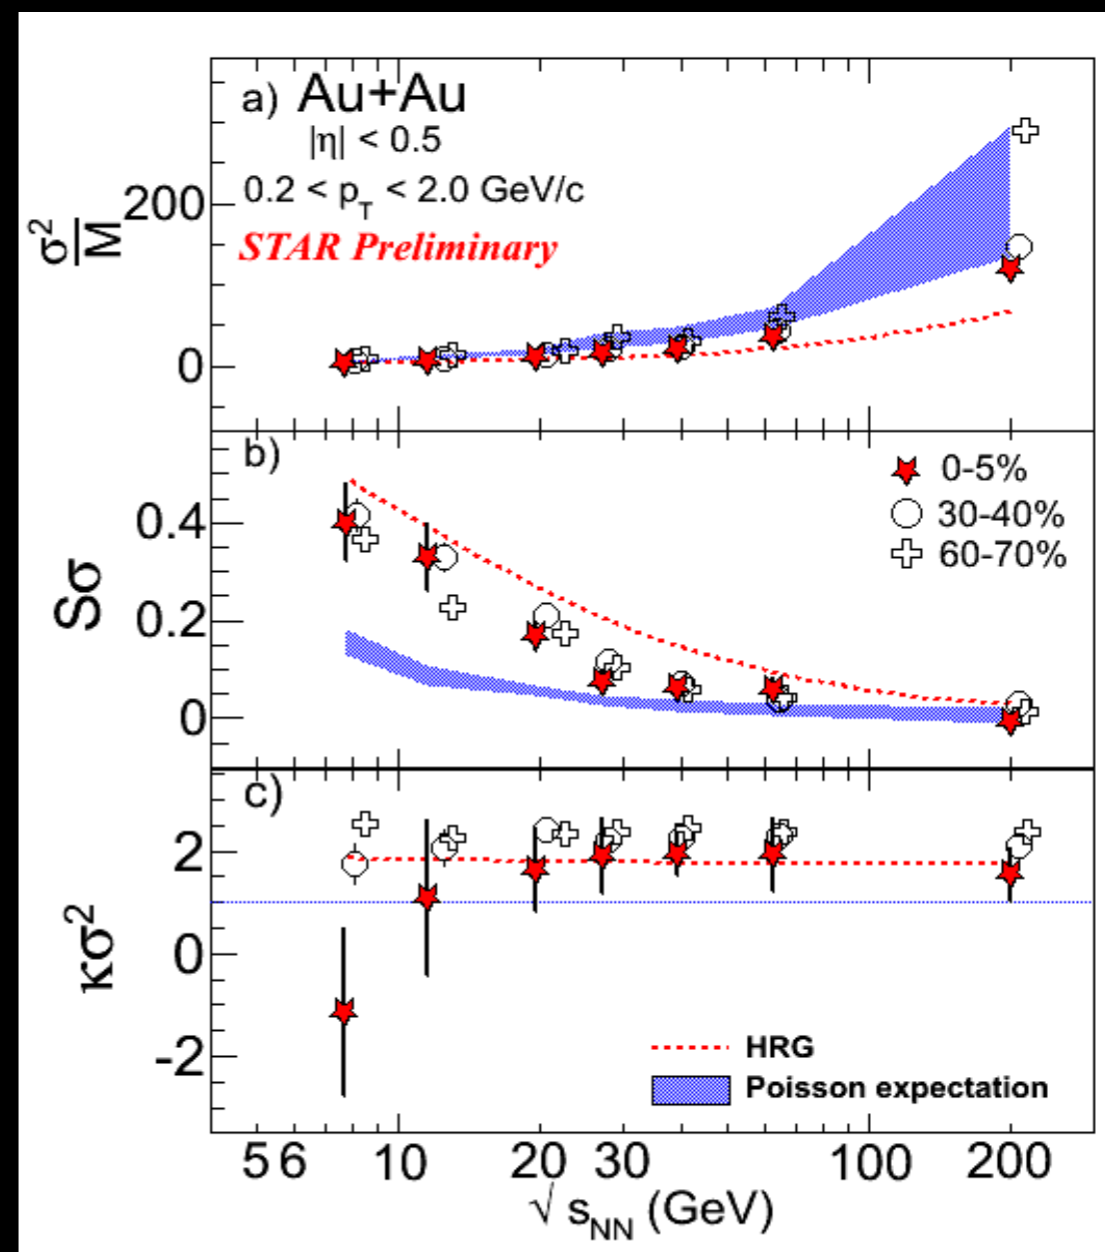 a) Au+Au
|η| < 0.5
0.2 < p_T < 2.0 GeV/c
STAR Preliminary
σ²/M
200
0
b)
0-5%
30-40%
60-70%
Sσ
0.4
0.2
0
c)
κσ²
2
0
-2
HRG
Poisson expectation
5 6 10 20 30 100 200
√ s_NN (GeV)